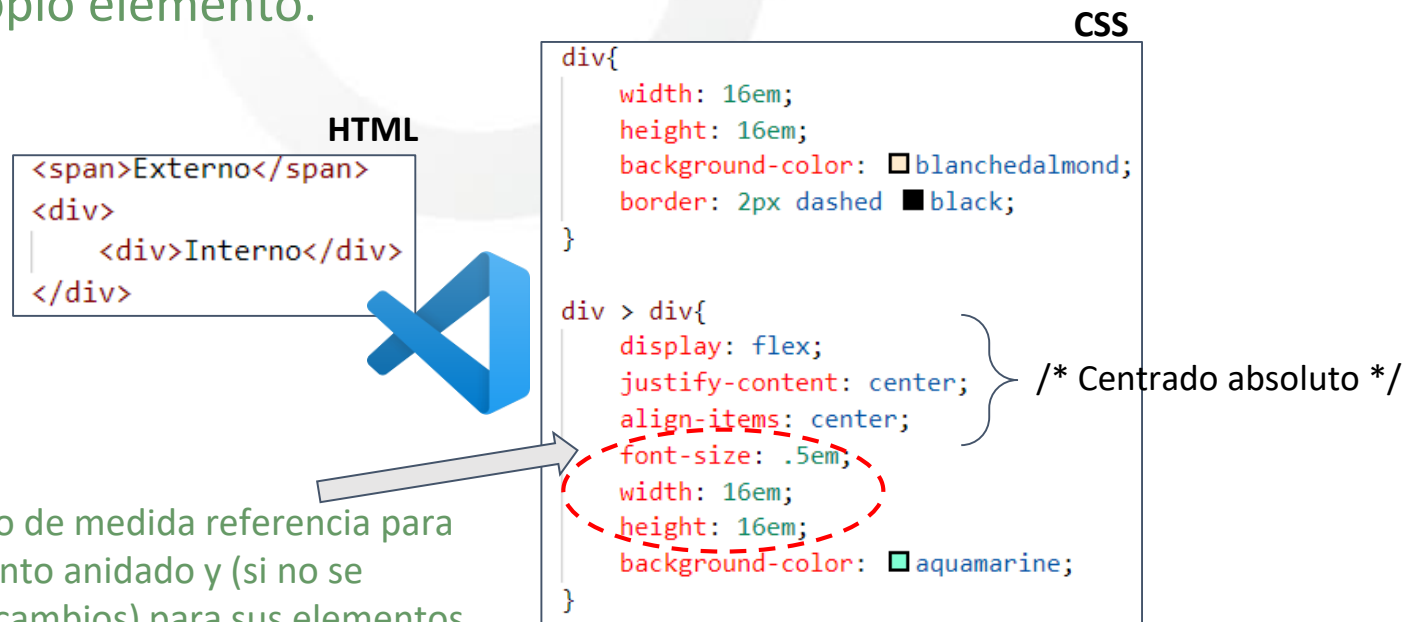 opio elemento.
HTML
<span>Externo</span>
<div>
<div>Interno</div>
</div>
CSS
div{
width: 16em;
height: 16em;
background-color: blanchedalmond;
border: 2px dashed black;
}
div > div{
display: flex;
justify-content: center;
align-items: center;
font-size: .5em;
width: 16em;
height: 16em;
background-color: aquamarine;
}
/* Centrado absoluto */
o de medida referencia para
nto anidado y (si no se
cambios) para sus elementos